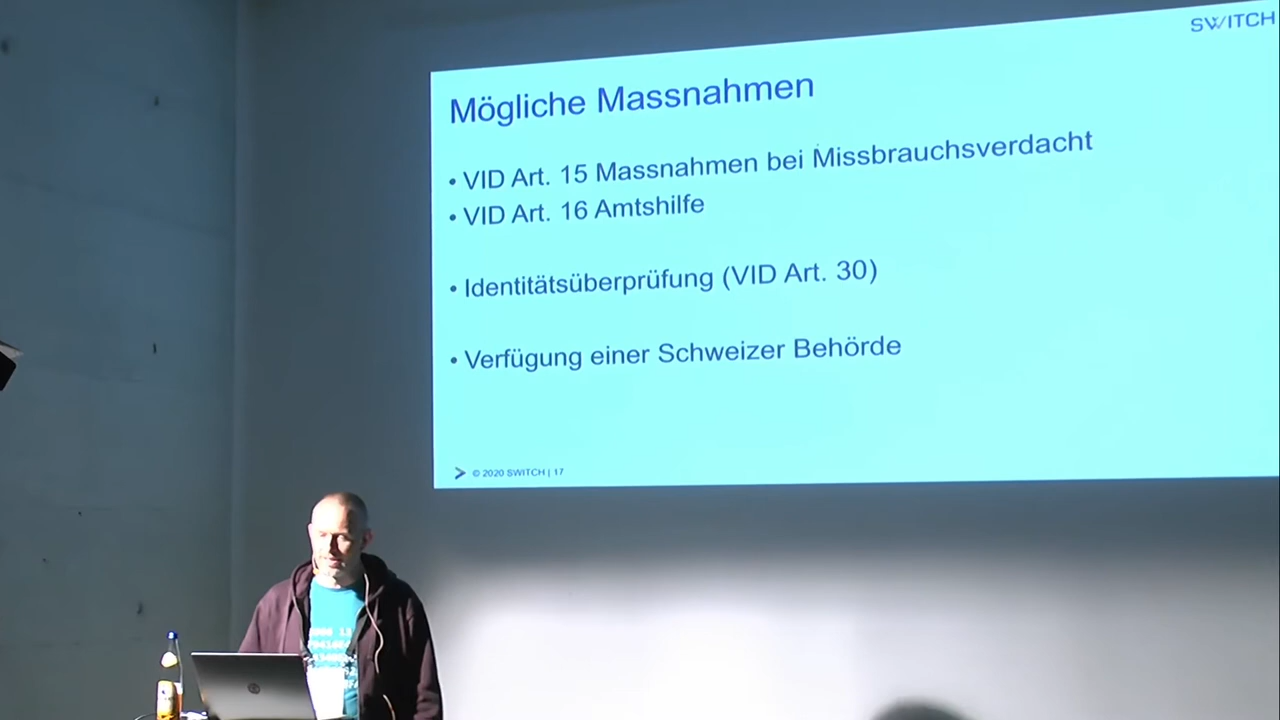 SWITCH
Mögliche Massnahmen
• VID Art. 15 Massnahmen bei Missbrauchsverdacht
• VID Art. 16 Amtshilfe
• Identitätsüberprüfung (VID Art. 30)
• Verfügung einer Schweizer Behörde
© 2020 SWITCH | 17